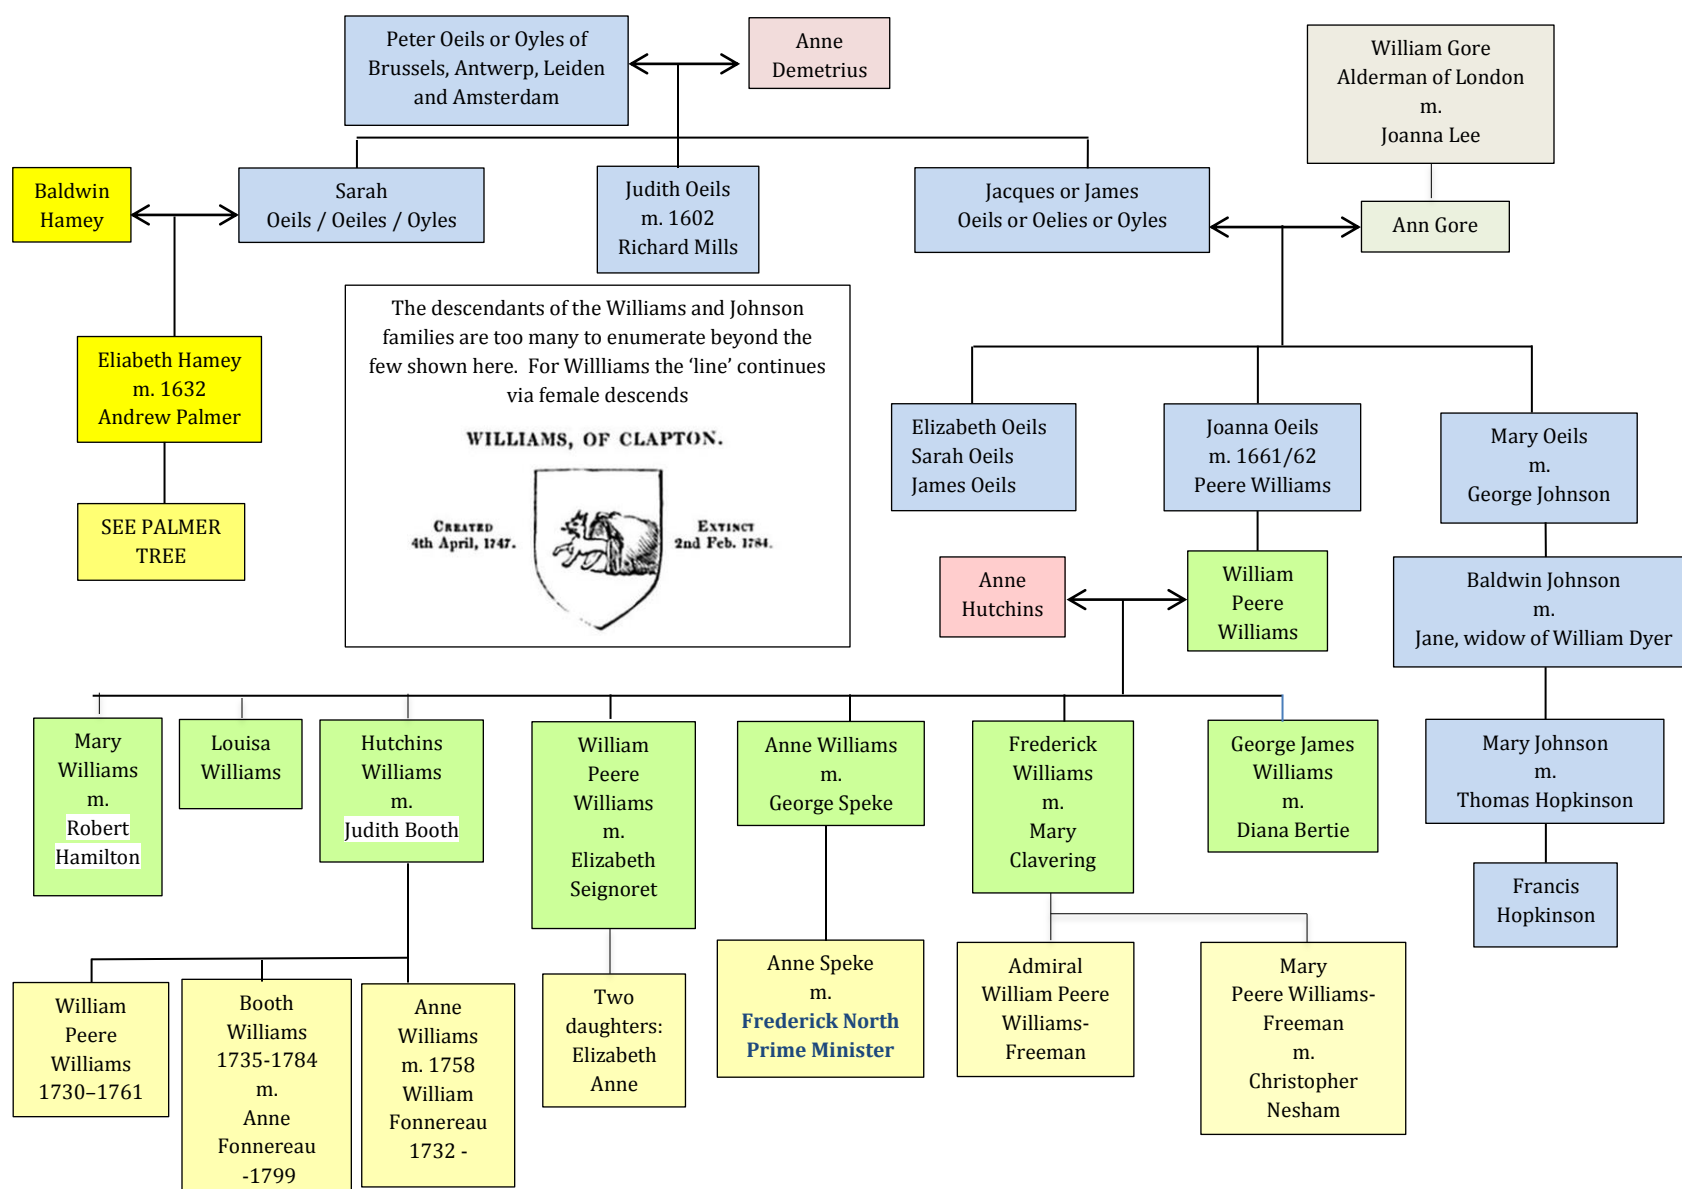 Peter Oeils or Oyles of
Brussels, Antwerp, Leiden
and Amsterdam
Anne
Demetrius
William Gore
Alderman of London
m.
Joanna Lee
Baldwin
Hamey
Sarah
Oeils / Oeiles / Oyles
Judith Oeils
m. 1602
Richard Mills
Jacques or James
Oeils or Oelies or Oyles
Ann Gore
The descendants of the Williams and Johnson
families are too many to enumerate beyond the
few shown here.  For Willliams the ‘line’ continues
via female descends
WILLIAMS, OF CLAPTON.
CREATED
4th April, 1747.
EXTINCT
2nd Feb. 1784.
Eliabeth Hamey
m. 1632
Andrew Palmer
SEE PALMER
TREE
Elizabeth Oeils
Sarah Oeils
James Oeils
Joanna Oeils
m. 1661/62
Peere Williams
Mary Oeils
m.
George Johnson
Anne
Hutchins
William
Peere
Williams
Baldwin Johnson
m.
Jane, widow of William Dyer
Mary
Williams
m.
Robert
Hamilton
Louisa
Williams
Hutchins
Williams
m.
Judith Booth
William
Peere
Williams
m.
Elizabeth
Seignoret
Anne Williams
m.
George Speke
Frederick
Williams
m.
Mary
Clavering
George James
Williams
m.
Diana Bertie
Mary Johnson
m.
Thomas Hopkinson
Francis
Hopkinson
William
Peere
Williams
1730–1761
Booth
Williams
1735-1784
m.
Anne
Fonnereau
-1799
Anne
Williams
m. 1758
William
Fonnereau
1732 -
Two
daughters:
Elizabeth
Anne
Anne Speke
m.
Frederick North
Prime Minister
Admiral
William Peere
Williams-
Freeman
Mary
Peere Williams-
Freeman
m.
Christopher
Nesham